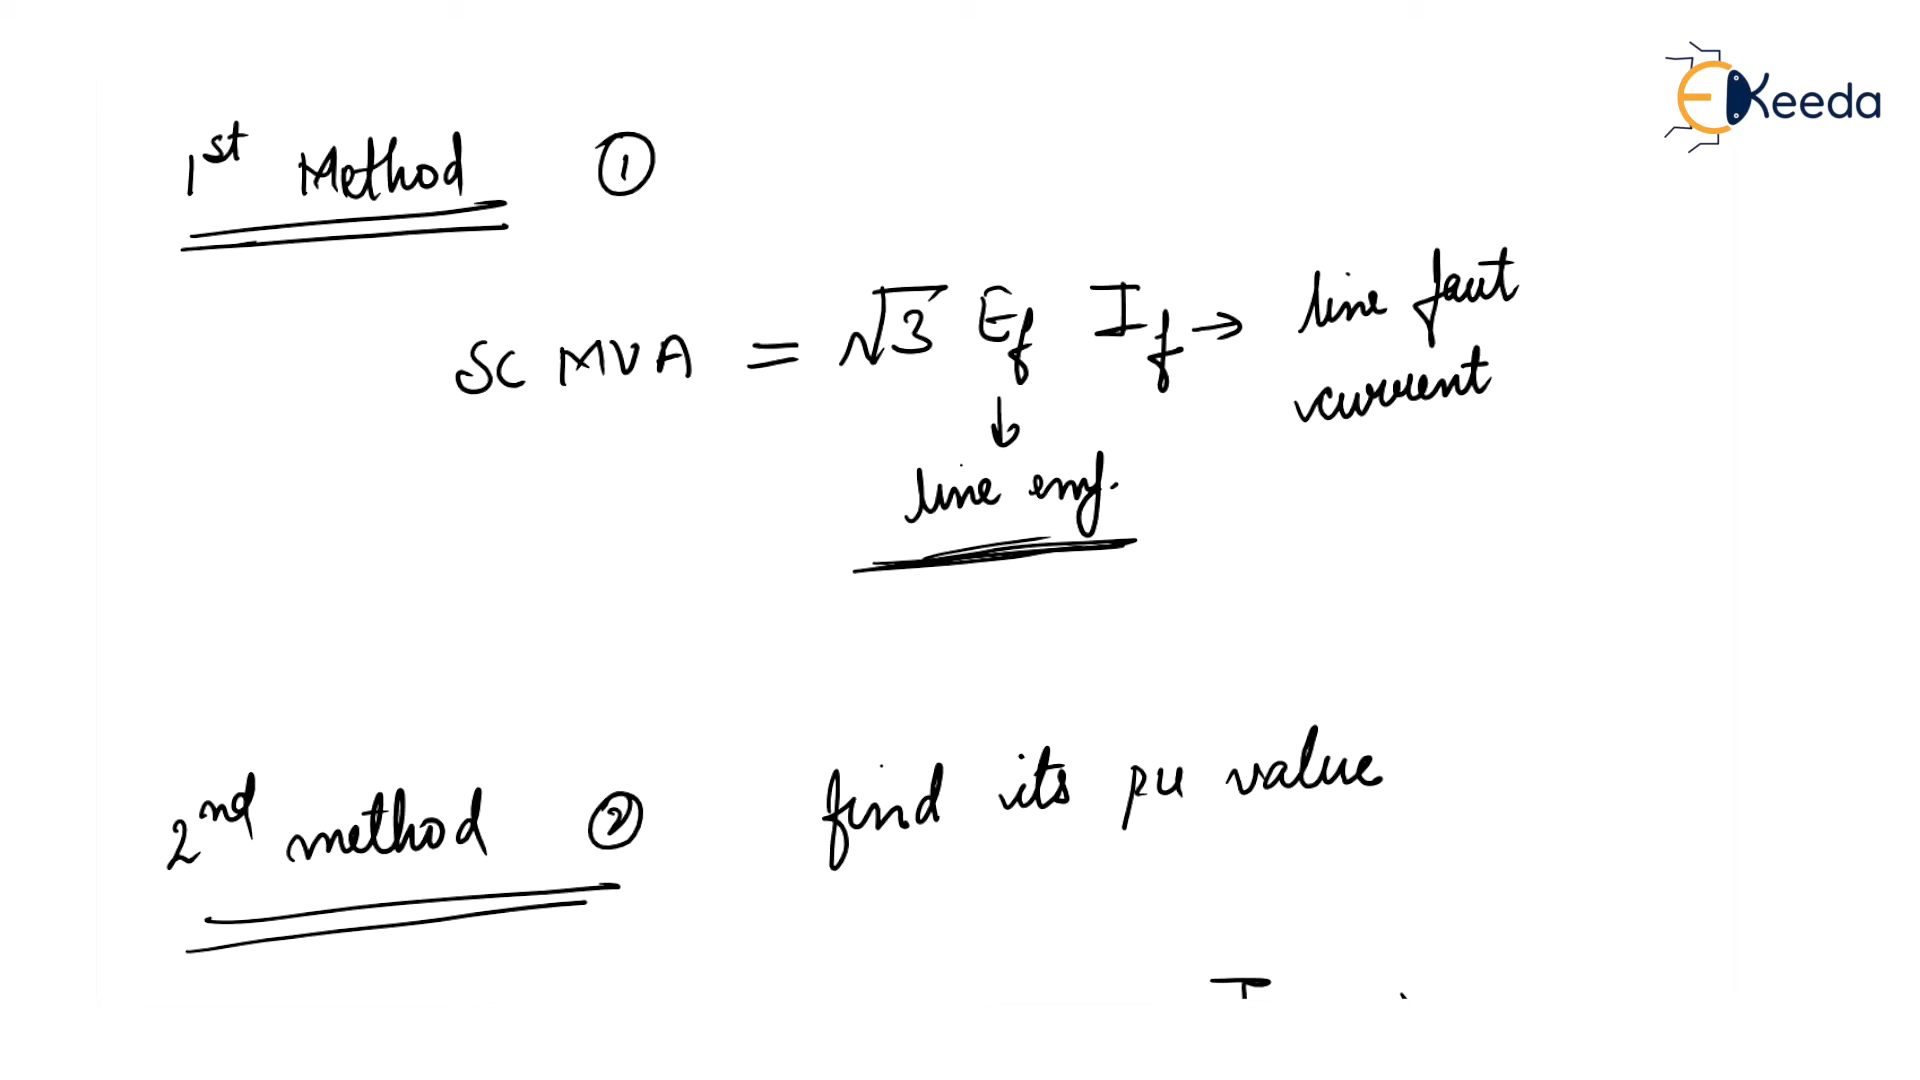 EKeeda
1st Method ①
SC MVA = √3 Ef If → line faut
current
↓
line emf.
2nd method ② find its pu value